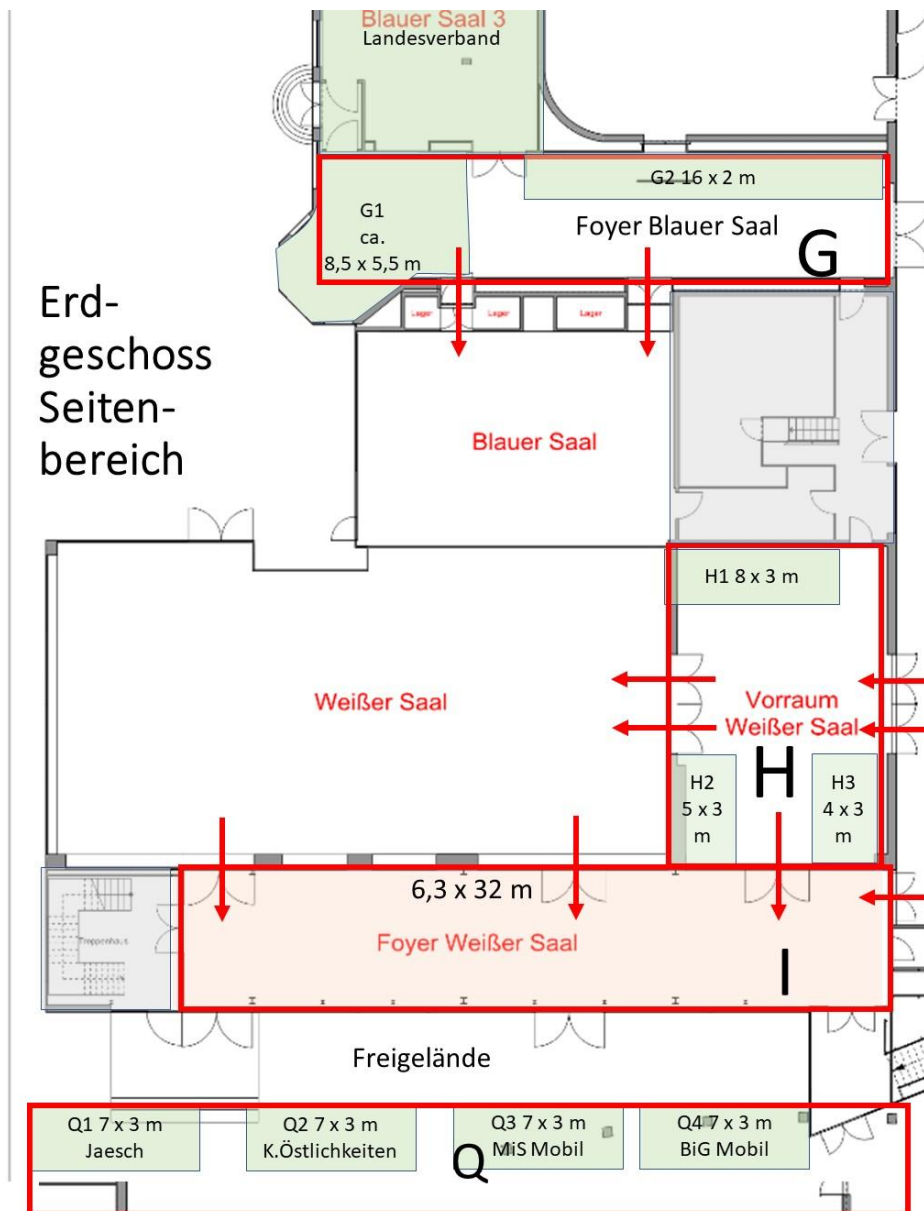 Blauer Saal 3
Landesverband
G2 16 x 2 m
G1
ca.
8,5 x 5,5 m
Foyer Blauer Saal
G
Erd-
geschoss
Seiten-
bereich
Lager
Lager
Lager
Blauer Saal
H1 8 x 3 m
Weißer Saal
Vorraum
Weißer Saal
H
H2
5 x 3
m
H3
4 x 3
m
6,3 x 32 m
Foyer Weißer Saal
Treppenhaus
I
Freigelände
Q1 7 x 3 m
Jaesch
Q2 7 x 3 m
K.Östlichkeiten
Q3 7 x 3 m
MiS Mobil
Q4 7 x 3 m
BiG Mobil
Q